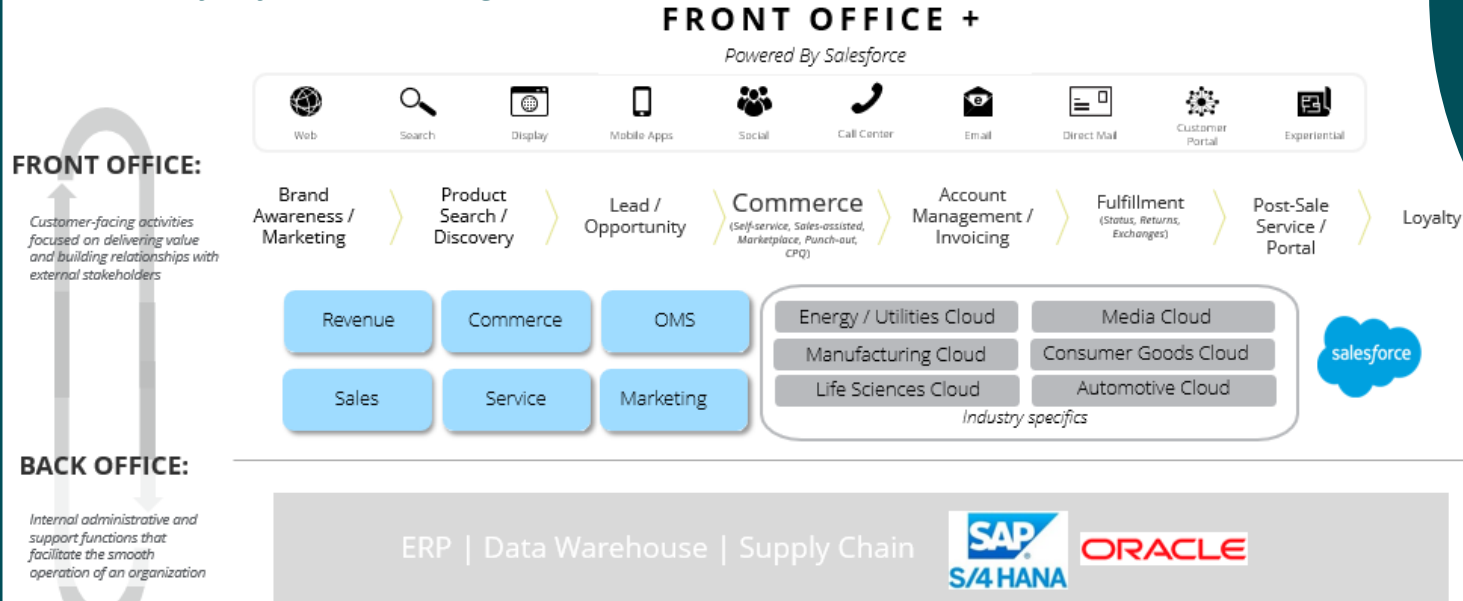 FRONT OFFICE +
Powered By Salesforce
Web
Search
Display
Mobile Apps
Social
Call Center
Email
Direct Mail
Customer
Portal
Experiential
FRONT OFFICE:
Customer-facing activities
focused on delivering value
and building relationships with
external stakeholders
Brand
Awareness /
Marketing
Product
Search /
Discovery
Lead /
Opportunity
Commerce
(Self-service, Sales-assisted,
Marketplace, Punch-out,
CPQ)
Account
Management /
Invoicing
Fulfillment
(Status, Returns,
Exchanges)
Post-Sale
Service /
Portal
Loyalty
Revenue
Commerce
OMS
Sales
Service
Marketing
Energy / Utilities Cloud
Media Cloud
Manufacturing Cloud
Consumer Goods Cloud
Life Sciences Cloud
Automotive Cloud
Industry specifics
salesforce
BACK OFFICE:
Internal administrative and
support functions that
facilitate the smooth
operation of an organization
ERP | Data Warehouse | Supply Chain
SAP
S/4 HANA
ORACLE